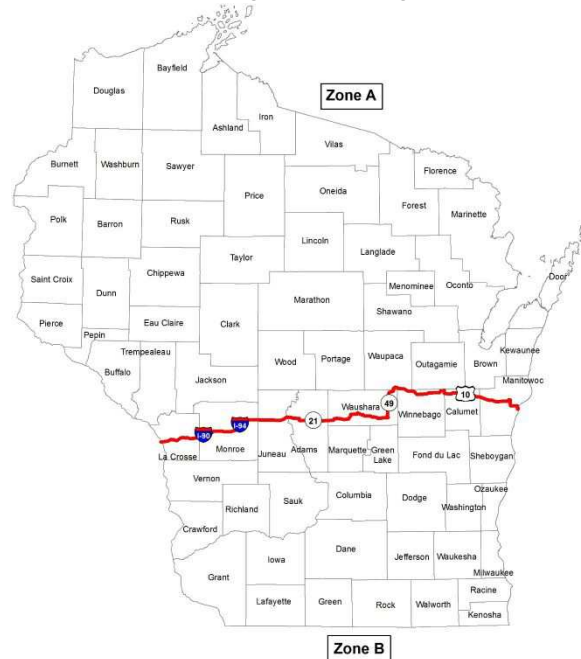 Bayfield
Douglas
Zone A
Iron
Ashland
Vilas
Burnett
Washburn
Sawyer
Florence
Price
Oneida
Forest
Marinette
Polk
Barron
Rusk
Lincoln
Langlade
Taylor
Door
Chippewa
Oconto
Saint Croix
Dunn
Menominee
Marathon
Shawano
Pierce
Eau Claire
Clark
Pepin
Kewaunee
Trempealeau
Wood
Portage
Waupaca
Outagamie
Brown
Buffalo
Jackson
Manitowoc
10
49
Waushara
Calumet
Winnebago
21
I-94
I-90
La Crosse
Monroe
Juneau
Adams
Marquette
Green
Lake
Fond du Lac
Sheboygan
Vernon
Columbia
Dodge
Ozaukee
Richland
Sauk
Washington
Crawford
Dane
Iowa
Jefferson
Waukesha
Milwaukee
Grant
Lafayette
Green
Rock
Walworth
Racine
Kenosha
Zone B